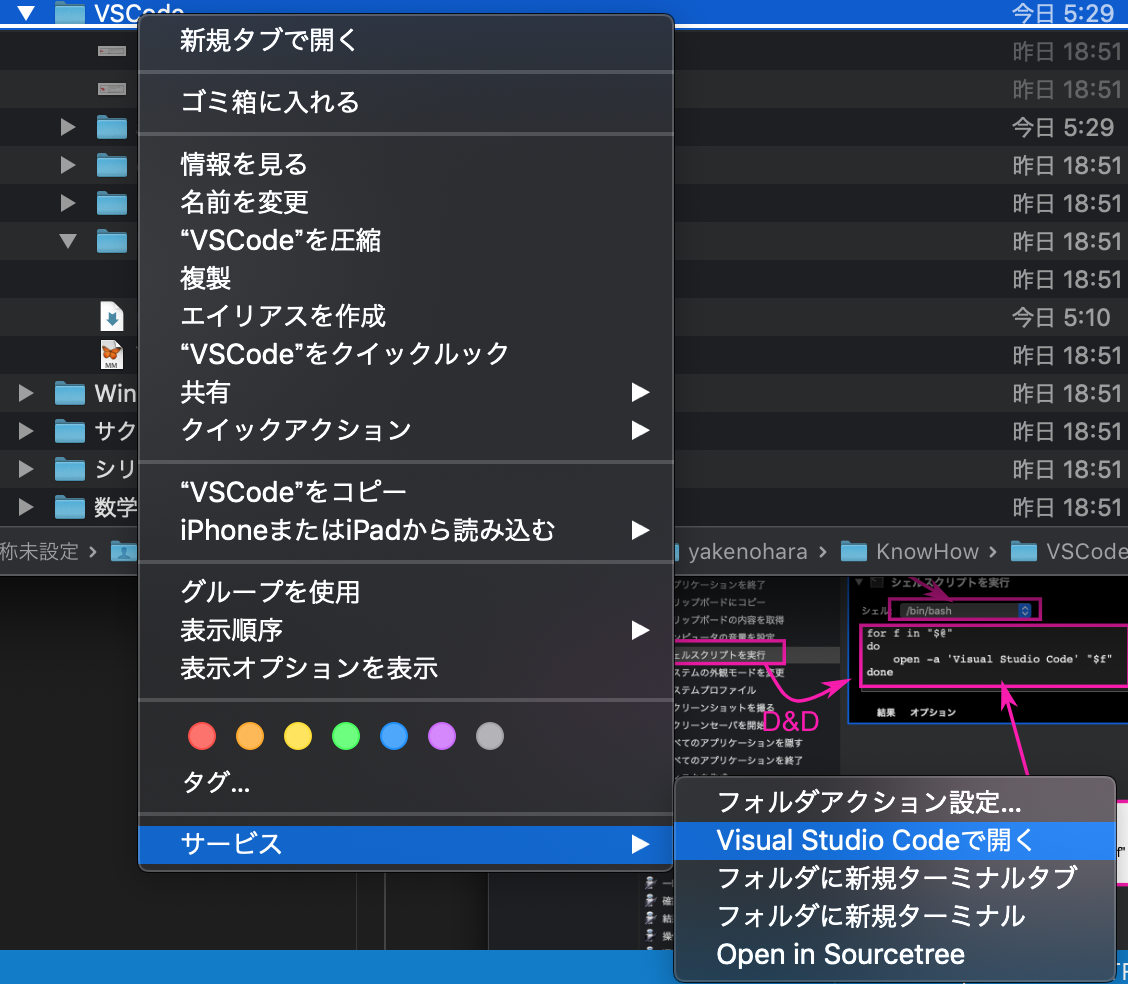 VSCode
今日 5:29
新規タブで開く
昨日 18:51
ゴミ箱に入れる
昨日 18:51
今日 5:29
情報を見る
昨日 18:51
名前を変更
昨日 18:51
“VSCode”を圧縮
昨日 18:51
複製
昨日 18:51
エイリアスを作成
今日 5:10
“VSCode”をクイックルック
昨日 18:51
Win
共有
昨日 18:51
サク
クイックアクション
昨日 18:51
シリ
昨日 18:51
“VSCode”をコピー
数学
昨日 18:51
iPhoneまたはiPadから読み込む
称未設定
yakenohara
KnowHow
VSCode
グループを使用
表示順序
表示オプションを表示
タグ...
サービス
プリケーションを終了
リップボードにコピー
リップボードの内容を取得
ンピュータの音量を設定
ェルスクリプトを実行
ステムの外観モードを変更
ステムプロファイル
クリーンショットを撮る
クリーンセーバを開始
べてのアプリケーションを隠す
べてのアプリケーションを終了
シェルスクリプトを実行
シェル
/bin/bash
for f in "$@"
do
open -a 'Visual Studio Code' "$f"
done
結果 オプション
D&D
フォルダアクション設定...
Visual Studio Codeで開く
フォルダに新規ターミナルタブ
フォルダに新規ターミナル
Open in Sourcetree
f"
確
結
操